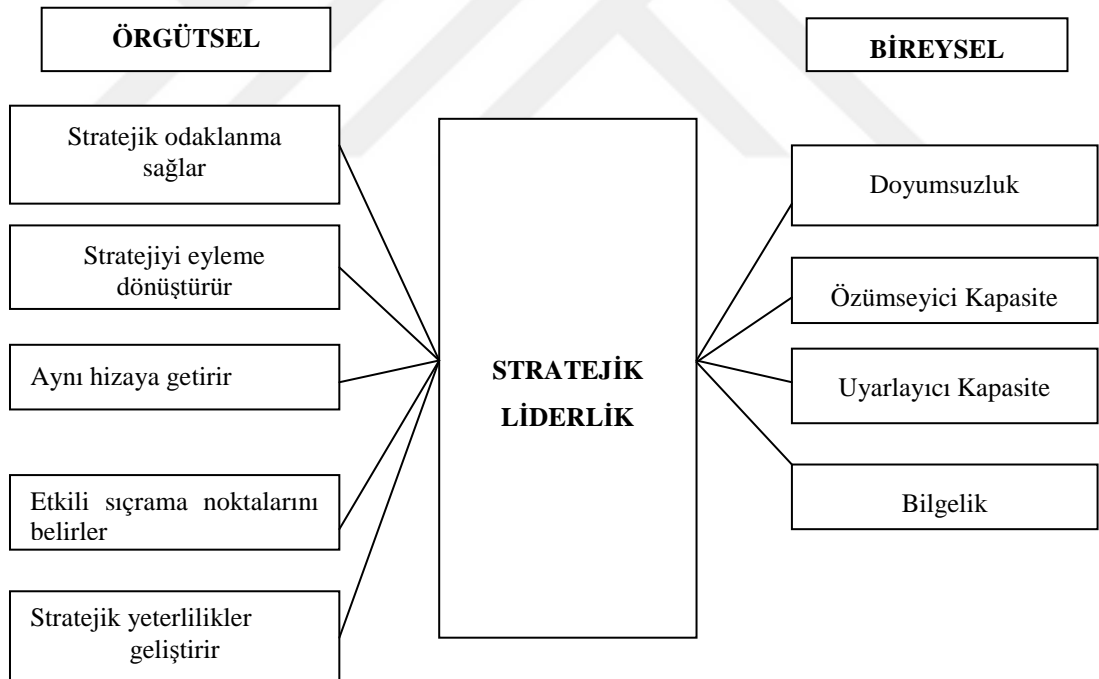 ÖRGÜTSEL
Stratejik odaklanma
sağlar
Stratejiyi eyleme
dönüştürür
Aynı hizaya getirir
Etkili sıçrama noktalarını
belirler
Stratejik yeterlilikler
geliştirir
STRATEJİK
LİDERLİK
BİREYSEL
Doyumsuzluk
Özümseyici Kapasite
Uyarlayıcı Kapasite
Bilgelik